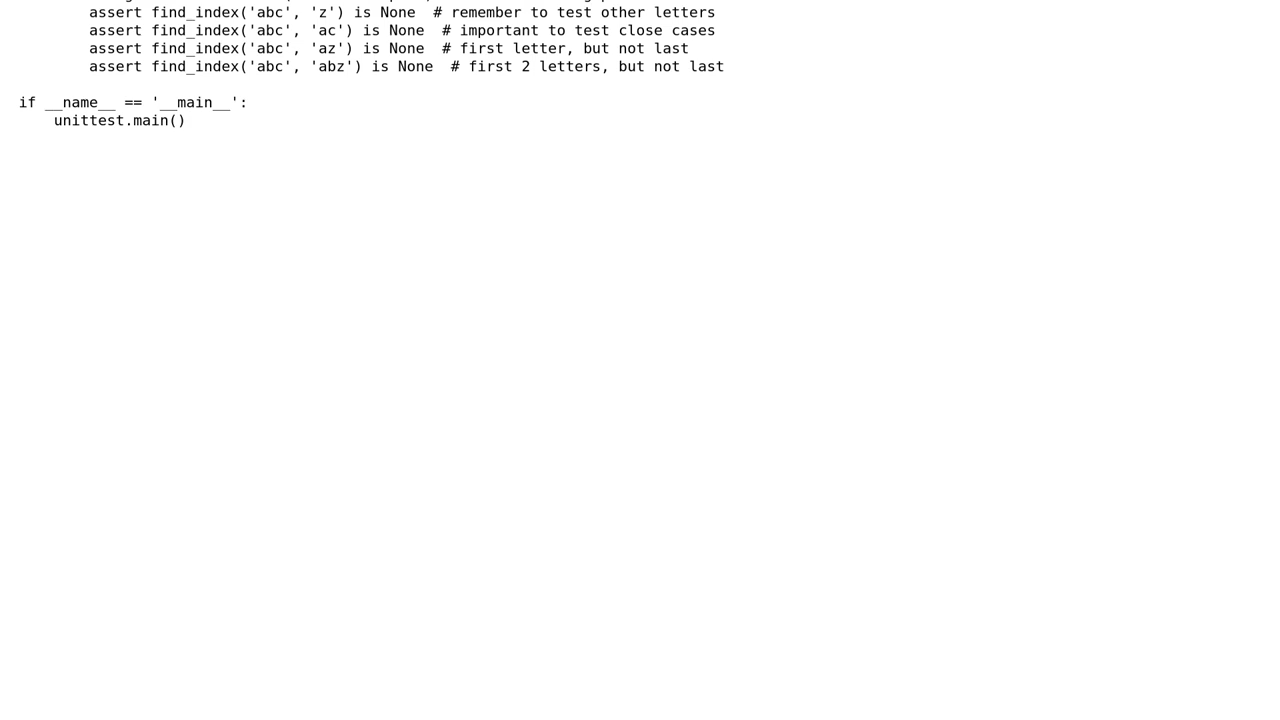 assert find_index('abc', 'z') is None  # remember to test other letters
assert find_index('abc', 'ac') is None  # important to test close cases
assert find_index('abc', 'az') is None  # first letter, but not last
assert find_index('abc', 'abz') is None  # first 2 letters, but not last
if __name__ == '__main__':
unittest.main()